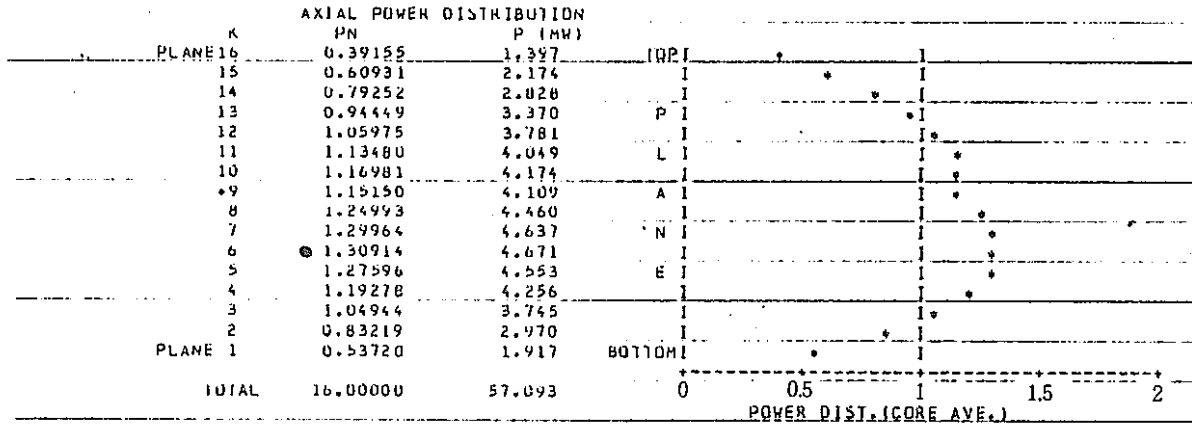 AXIAL POWER DISTRIBUTION
K PN P (MW)
PLANE 16 0.39155 1.397 TOP
15 0.60931 2.174
14 0.79252 2.828
13 0.94449 3.370 P
12 1.05975 3.781
11 1.13480 4.049 L
10 1.16981 4.174
9 1.15150 4.109 A
8 1.24993 4.460
7 1.29964 4.637 N
6 1.30914 4.671
5 1.27596 4.553 E
4 1.19278 4.256
3 1.04944 3.745
2 0.83219 2.970
PLANE 1 0.53720 1.917 BOTTOM
TOTAL 16.00000 57.093
0 0.5 1 1.5 2
POWER DIST.(CORE AVE.)